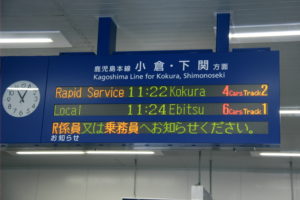 鹿児島本線 小倉・下関 方面
Kagoshima Line for Kokura, Shimonoseki
Rapid Service 11:22 Kokura 4Cars Track2
Local 11:24 Ebitsu 6Cars Track1
係員又は乗務員へお知らせください。
お知らせ